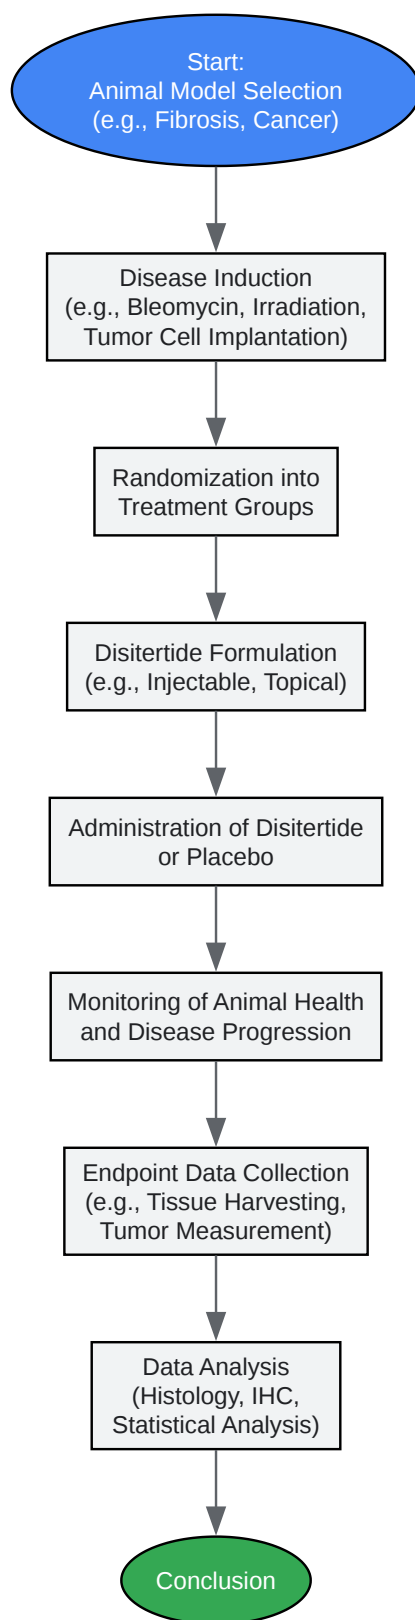 Start:
Animal Model Selection
(e.g., Fibrosis, Cancer)
Disease Induction
(e.g., Bleomycin, Irradiation,
Tumor Cell Implantation)
Randomization into
Treatment Groups
Disitertide Formulation
(e.g., Injectable, Topical)
Administration of Disitertide
or Placebo
Monitoring of Animal Health
and Disease Progression
Endpoint Data Collection
(e.g., Tissue Harvesting,
Tumor Measurement)
Data Analysis
(Histology, IHC,
Statistical Analysis)
Conclusion